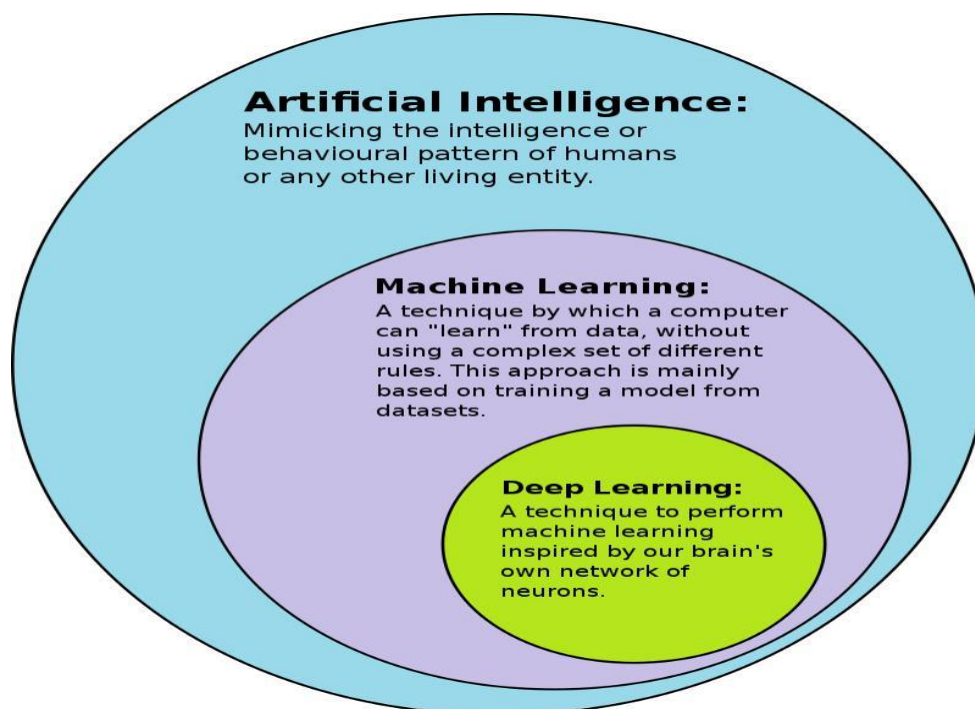 Artificial Intelligence:
Mimicking the intelligence or
behavioural pattern of humans
or any other living entity.
Machine Learning:
A technique by which a computer
can "learn" from data, without
using a complex set of different
rules. This approach is mainly
based on training a model from
datasets.
Deep Learning:
A technique to perform
machine learning
inspired by our brain's
own network of
neurons.